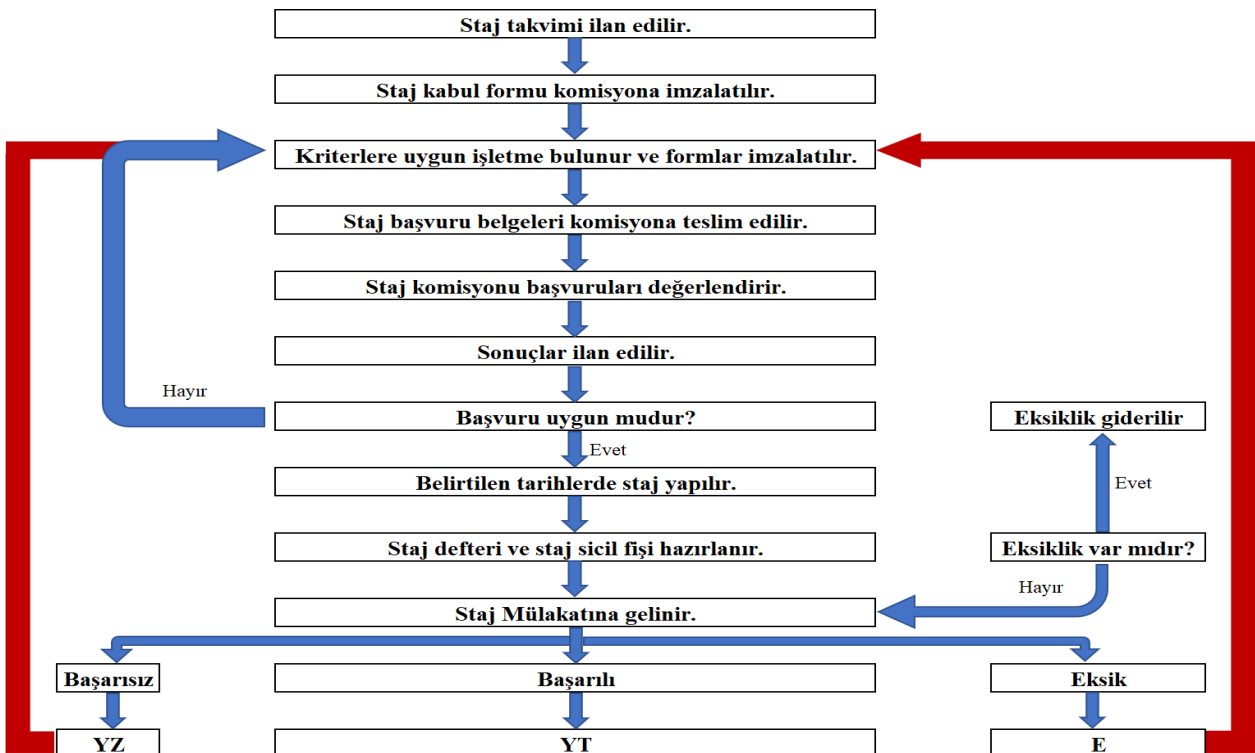 Staj takvimi ilan edilir.
Staj kabul formu komisyona imzalatılır.
Kriterlere uygun işletme bulunur ve formlar imzalatılır.
Staj başvuru belgeleri komisyona teslim edilir.
Staj komisyonu başvuruları değerlendirir.
Sonuçlar ilan edilir.
Hayır
Başvuru uygun mudur?
Eksiklik giderilir
Evet
Belirtilen tarihlerde staj yapılır.
Evet
Staj defteri ve staj sicil fişi hazırlanır.
Eksiklik var mıdır?
Hayır
Staj Mülakatına gelinir.
Başarısız
Başarılı
Eksik
YZ
YT
E